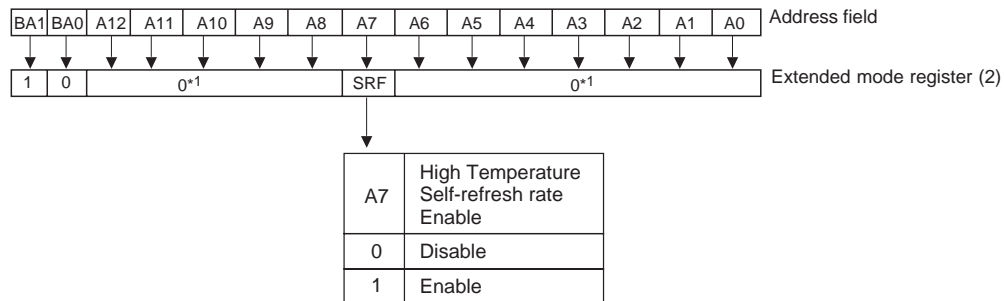 BA1 BA0 A12 A11 A10 A9 A8 A7 A6 A5 A4 A3 A2 A1 A0 Address field
1 0 0*1 SRF 0*1 Extended mode register (2)
A7 High Temperature
Self-refresh rate
Enable
0 Disable
1 Enable